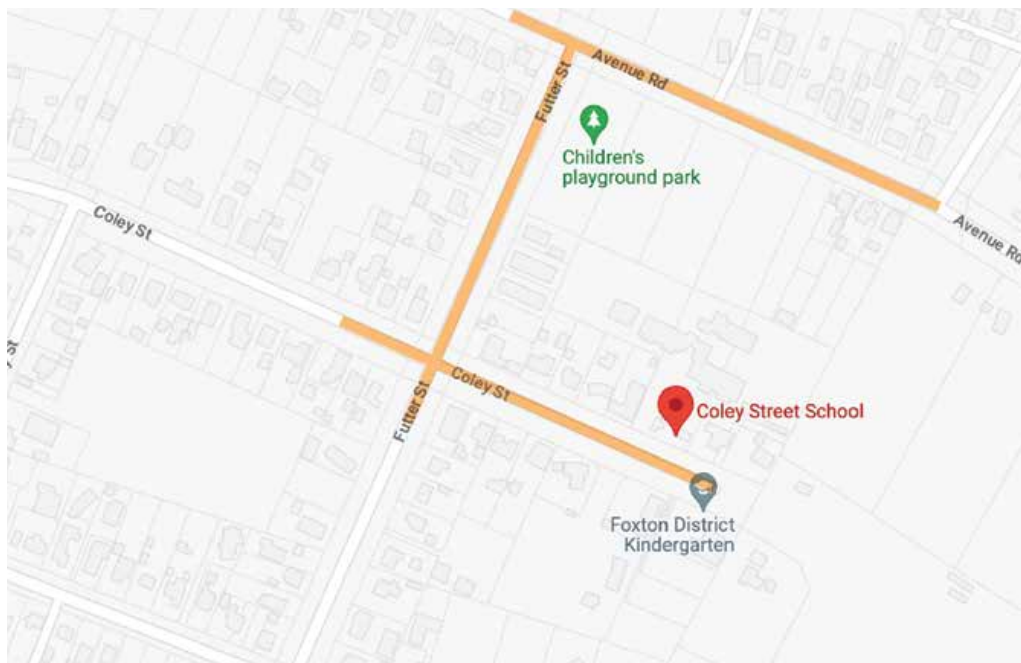 Avenue Rd
Futter St
Children's
playground park
Coley St
Avenue Rd
Coley St
Futter St
Coley Street School
Foxton District
Kindergarten